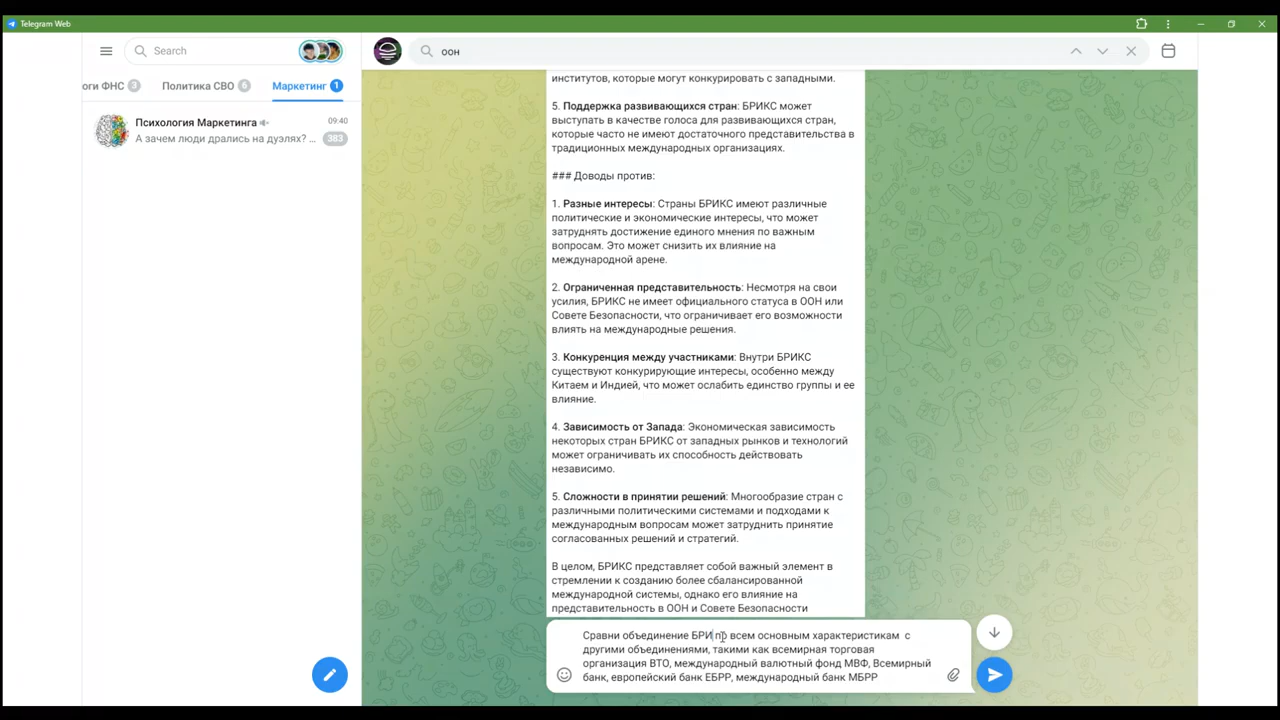 Telegram Web
Search
оги ФНС 3
Политика СВО 6
Маркетинг 1
Психология Маркетинга
09:40
А зачем люди дрались на дуэлях? ...
383
оон
институтов, которые могут конкурировать с западными.
5. Поддержка развивающихся стран: БРИКС может
выступать в качестве голоса для развивающихся стран,
которые часто не имеют достаточного представительства в
традиционных международных организациях.
### Доводы против:
1. Разные интересы: Страны БРИКС имеют различные
политические и экономические интересы, что может
затруднять достижение единого мнения по важным
вопросам. Это может снизить их влияние на
международной арене.
2. Ограниченная представительность: Несмотря на свои
усилия, БРИКС не имеет официального статуса в ООН или
Совете Безопасности, что ограничивает его возможности
влиять на международные решения.
3. Конкуренция между участниками: Внутри БРИКС
существуют конкурирующие интересы, особенно между
Китаем и Индией, что может ослабить единство группы и ее
влияние.
4. Зависимость от Запада: Экономическая зависимость
некоторых стран БРИКС от западных рынков и технологий
может ограничивать их способность действовать
независимо.
5. Сложности в принятии решений: Многообразие стран с
различными политическими системами и подходами к
международным вопросам может затруднить принятие
согласованных решений и стратегий.
В целом, БРИКС представляет собой важный элемент в
стремлении к созданию более сбалансированной
международной системы, однако его влияние на
представительность в ООН и Совете Безопасности
Сравни объединение БРИ по всем основным характеристикам с
другими объединениями, такими как всемирная торговая
организация ВТО, международный валютный фонд МВФ, Всемирный
банк, европейский банк ЕБРР, международный банк МБРР